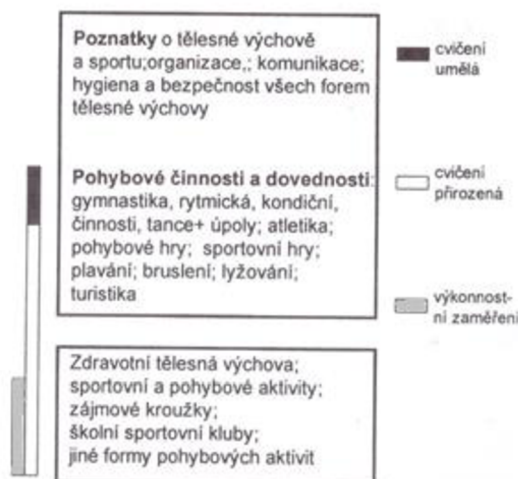 Poznatky o tělesné výchově
a sportu;organizace,; komunikace;
hygiena a bezpečnost všech forem
tělesné výchovy
Pohybové činnosti a dovednosti:
gymnastika, rytmická, kondiční,
činnosti, tance+ úpoly; atletika;
pohybové hry; sportovní hry;
plavání; bruslení; lyžování;
turistika
Zdravotní tělesná výchova;
sportovní a pohybové aktivity;
zájmové kroužky;
školní sportovní kluby;
jiné formy pohybových aktivit
cvičení
umělá
cvičení
přirozená
výkonnost-
ní zaměření